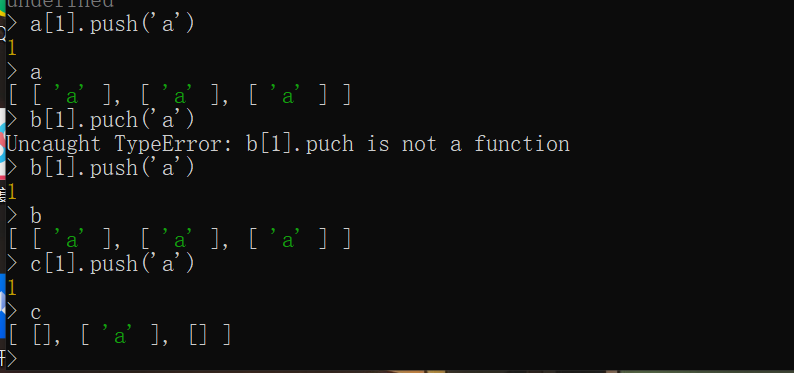 undefined
> a[1].push('a')
1
> a
[ [ 'a' ], [ 'a' ], [ 'a' ] ]
> b[1].puch('a')
Uncaught TypeError: b[1].puch is not a function
> b[1].push('a')
1
> b
[ [ 'a' ], [ 'a' ], [ 'a' ] ]
> c[1].push('a')
1
> c
[ [], [ 'a' ], [] ]
>